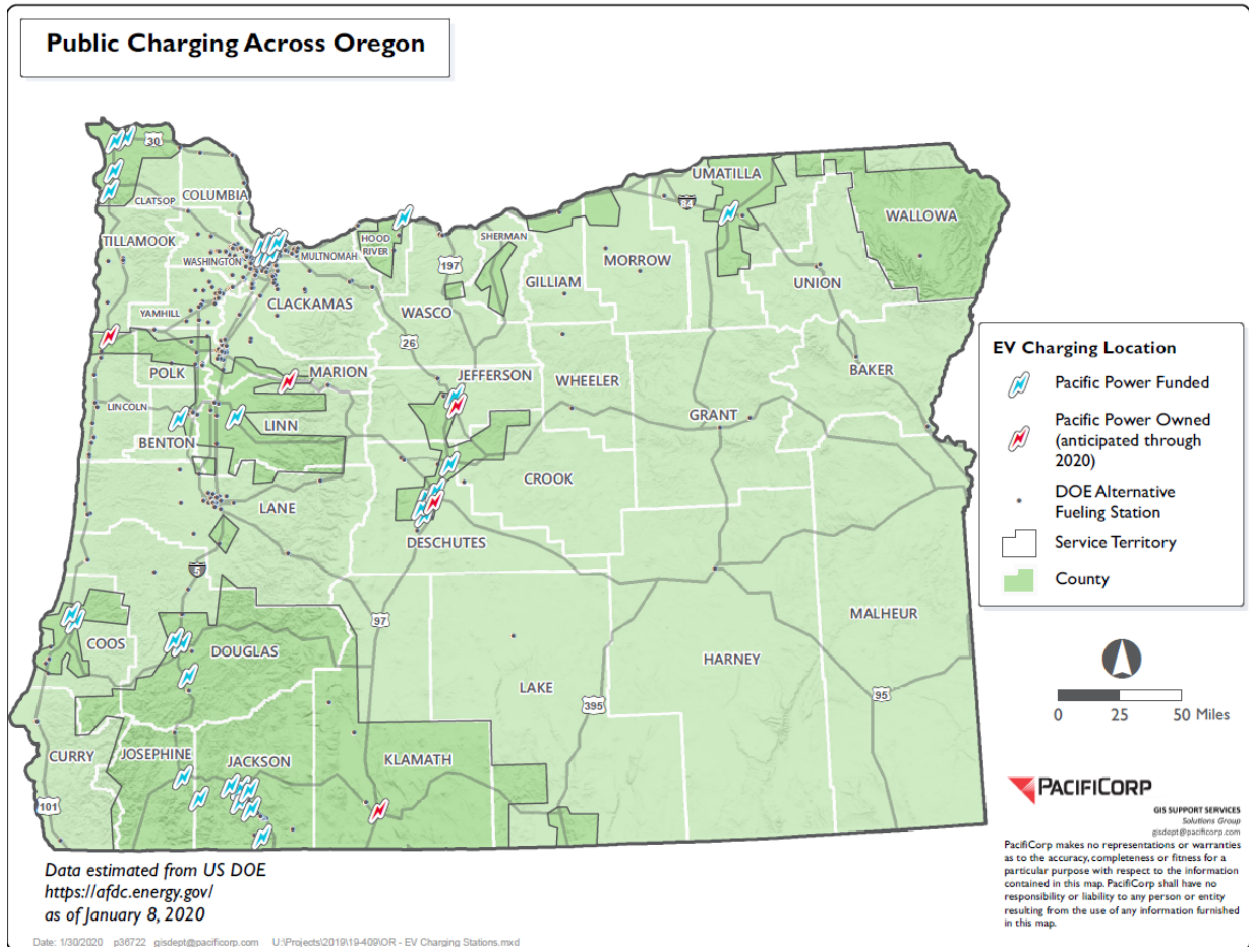 Public Charging Across Oregon
30
CLATSOP
COLUMBIA
TILLAMOOK
WASHINGTON
MULTNOMAH
HOOD
RIVER
SHERMAN
UMATILLA
WALLOWA
197
GILLIAM
MORROW
UNION
YAMHILL
CLACKAMAS
WASCO
26
POLK
MARION
JEFFERSON
WHEELER
BAKER
LINCOLN
BENTON
LINN
GRANT
CROOK
LANE
DESCHUTES
5
97
COOS
DOUGLAS
MALHEUR
HARNEY
LAKE
395
95
CURRY
JOSEPHINE
JACKSON
KLAMATH
101
EV Charging Location
Pacific Power Funded
Pacific Power Owned
(anticipated through
2020)
DOE Alternative
Fueling Station
Service Territory
County
0 25 50 Miles
PACIFICORP
GIS SUPPORT SERVICES
Solutions Group
gisdept@pacificorp.com
PacifiCorp makes no representations or warranties
as to the accuracy, completeness or fitness for a
particular purpose with respect to the information
contained in this map. PacifiCorp shall have no
responsibility or liability to any person or entity
resulting from the use of any information furnished
in this map.
Data estimated from US DOE
https://afdc.energy.gov/
as of January 8, 2020
Date: 1/30/2020 p36722 gisdept@pacificorp.com U:\Projects\2019\19-409\OR - EV Charging Stations.mxd